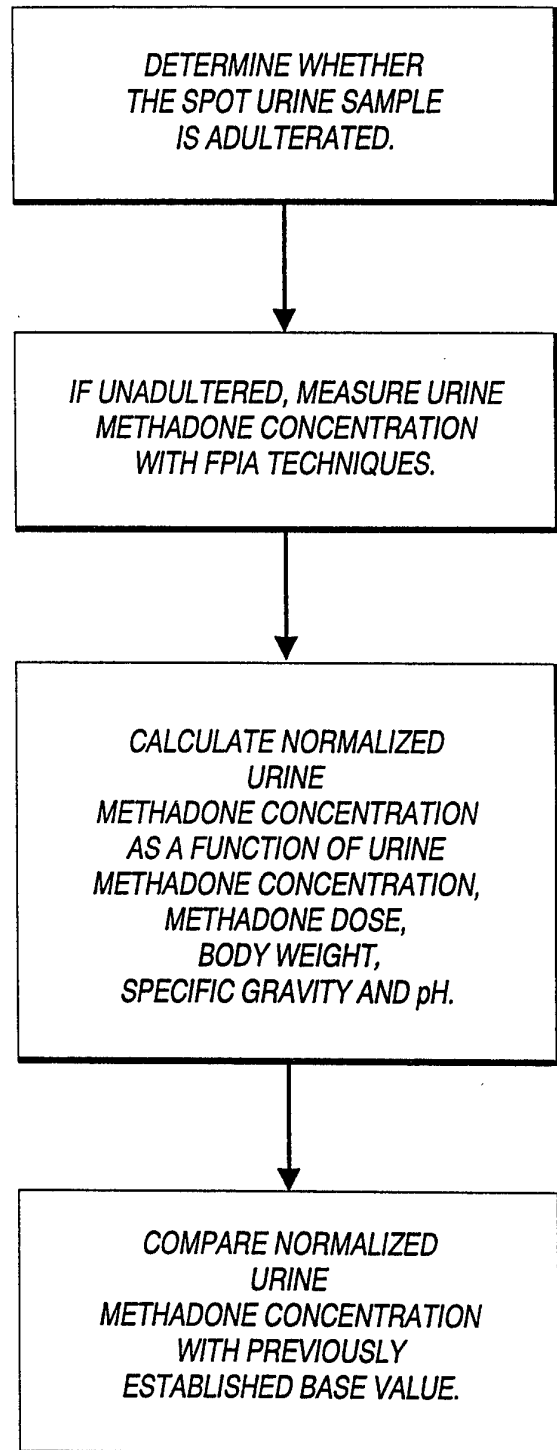 DETERMINE WHETHER
THE SPOT URINE SAMPLE
IS ADULTERATED.
IF UNADULTERED, MEASURE URINE
METHADONE CONCENTRATION
WITH FPIA TECHNIQUES.
CALCULATE NORMALIZED
URINE
METHADONE CONCENTRATION
AS A FUNCTION OF URINE
METHADONE CONCENTRATION,
METHADONE DOSE,
BODY WEIGHT,
SPECIFIC GRAVITY AND pH.
COMPARE NORMALIZED
URINE
METHADONE CONCENTRATION
WITH PREVIOUSLY
ESTABLISHED BASE VALUE.